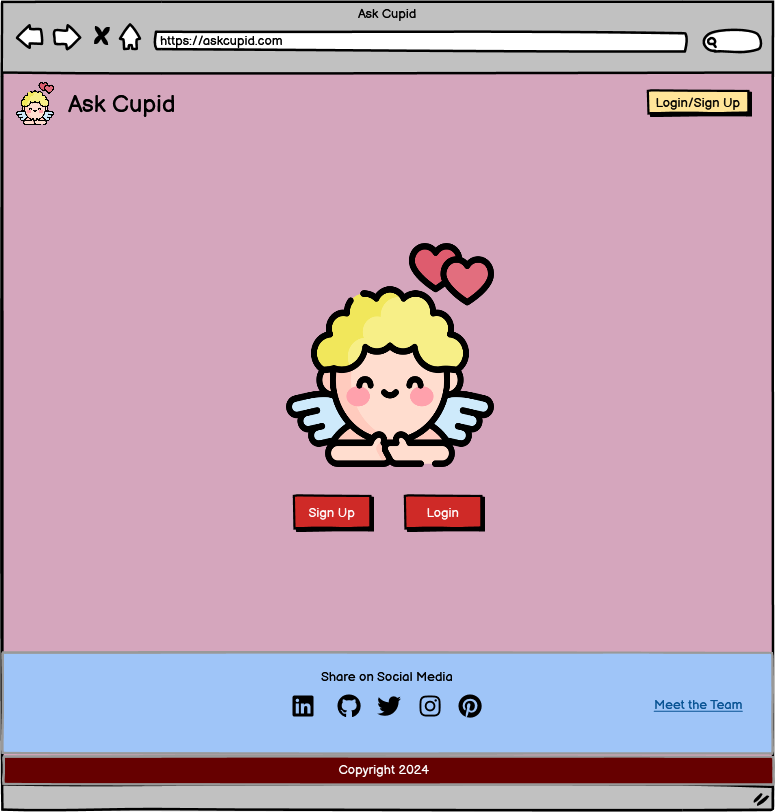 Ask Cupid
https://askcupid.com
Ask Cupid
Login/Sign Up
Sign Up
Login
Share on Social Media
Meet the Team
Copyright 2024